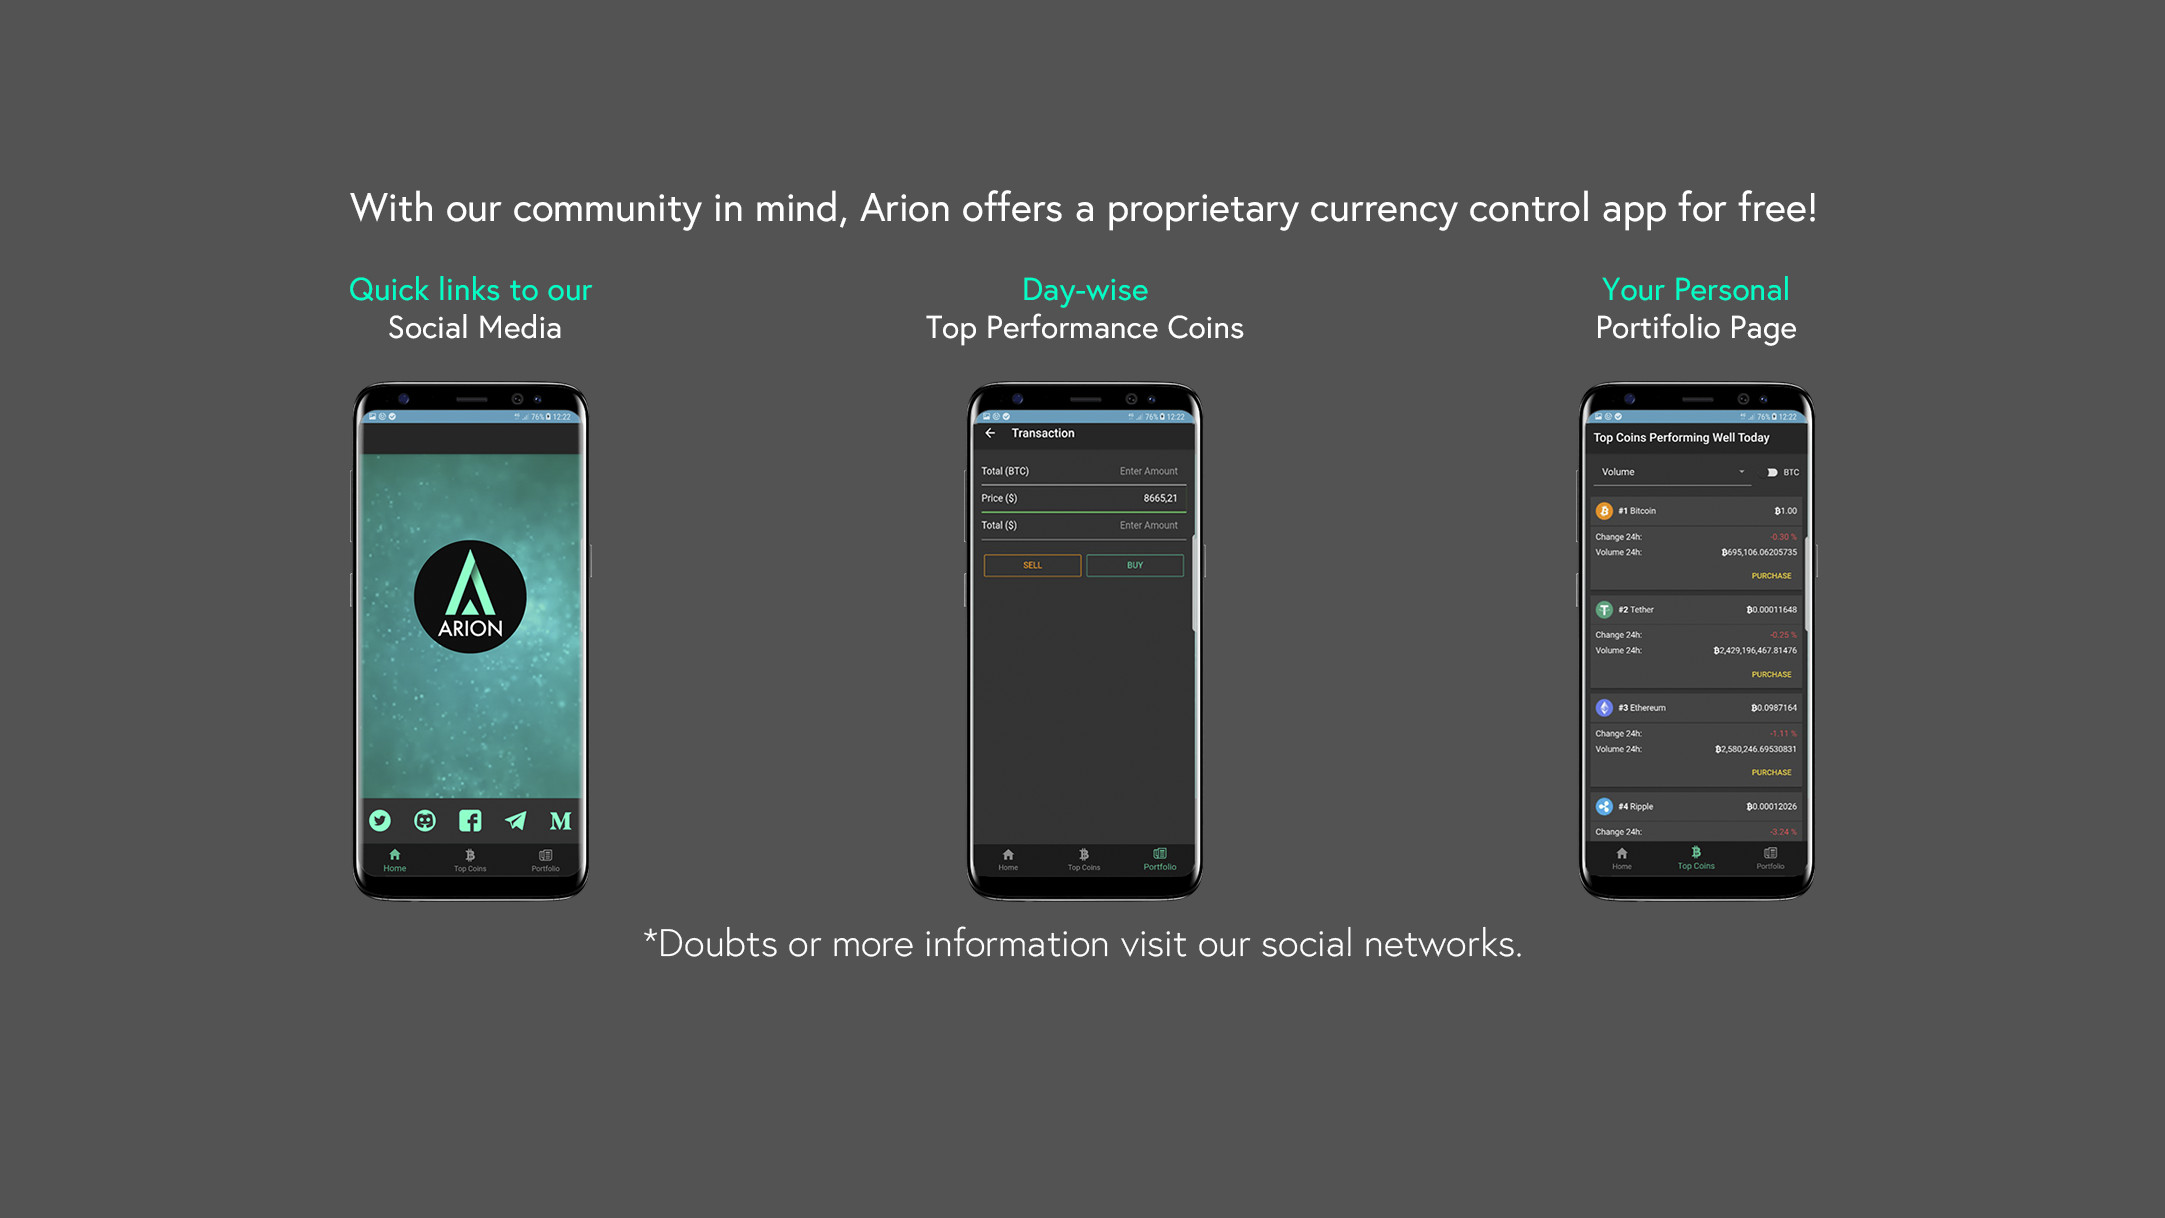 With our community in mind, Arion offers a proprietary currency control app for free!
Quick links to our
Social Media
Day-wise
Top Performance Coins
Your Personal
Portifolio Page
76% 12:22
ARION
M
Home
Top Coins
Portfolio
76% 12:22
Transaction
Total (BTC) Enter Amount
Price ($) 8665,21
Total ($) Enter Amount
SELL BUY
Home
Top Coins
Portfolio
76% 12:22
Top Coins Performing Well Today
Volume BTC
#1 Bitcoin ₿1.00
Change 24h: -0.30 %
Volume 24h: ₿695,106.06205735
PURCHASE
#2 Tether ₿0.00011648
Change 24h: -0.25 %
Volume 24h: ₿2,429,196,467.81476
PURCHASE
#3 Ethereum ₿0.0987164
Change 24h: -1.11 %
Volume 24h: ₿2,580,246.69530831
PURCHASE
#4 Ripple ₿0.00012026
Change 24h: -3.24 %
Home
Top Coins
Portfolio
*Doubts or more information visit our social networks.